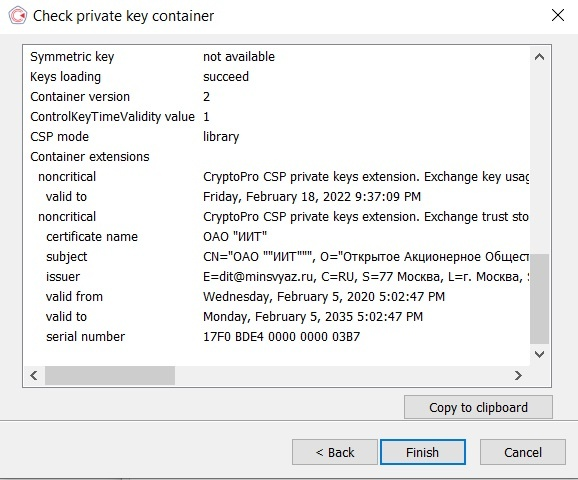 Check private key container
Symmetric key not available
Keys loading succeed
Container version 2
ControlKeyTimeValidity value 1
CSP mode library
Container extensions
noncritical CryptoPro CSP private keys extension. Exchange key usag
valid to Friday, February 18, 2022 9:37:09 PM
noncritical CryptoPro CSP private keys extension. Exchange trust sto
certificate name ОАО "ИИТ"
subject CN="ОАО ""ИИТ""", O="Открытое Акционерное Общест
issuer E=dit@minsvyaz.ru, C=RU, S=77 Москва, L=г. Москва,
valid from Wednesday, February 5, 2020 5:02:47 PM
valid to Monday, February 5, 2035 5:02:47 PM
serial number 17F0 BDE4 0000 0000 03B7
Copy to clipboard
< Back Finish Cancel